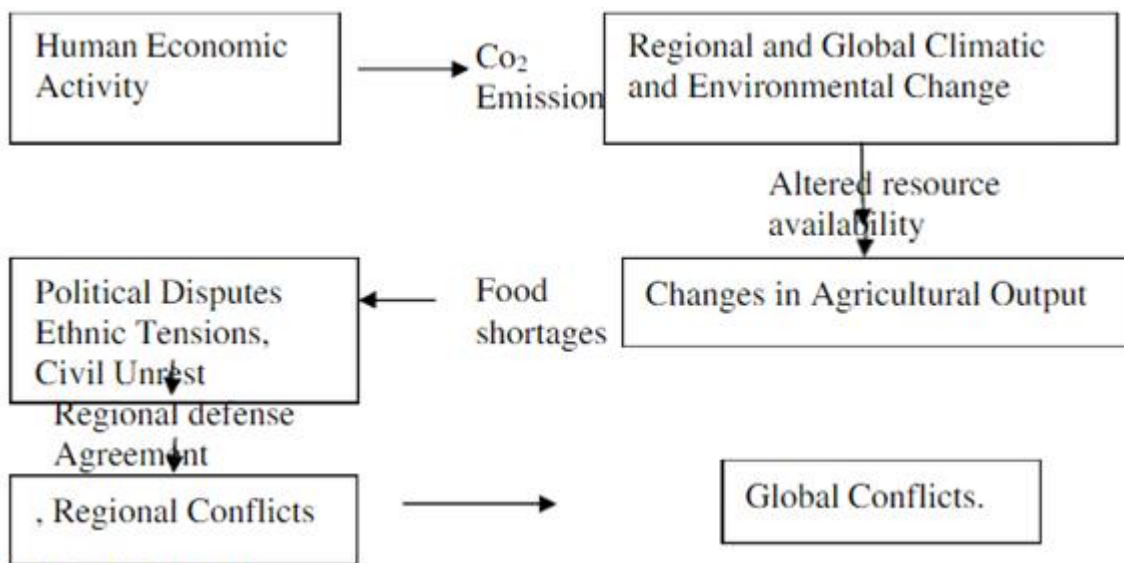 Human Economic
Activity
Co₂
Emission
Regional and Global Climatic
and Environmental Change
Altered resource
availability
Changes in Agricultural Output
Food
shortages
Political Disputes
Ethnic Tensions,
Civil Unrest
Regional defense
Agreement
, Regional Conflicts
Global Conflicts.